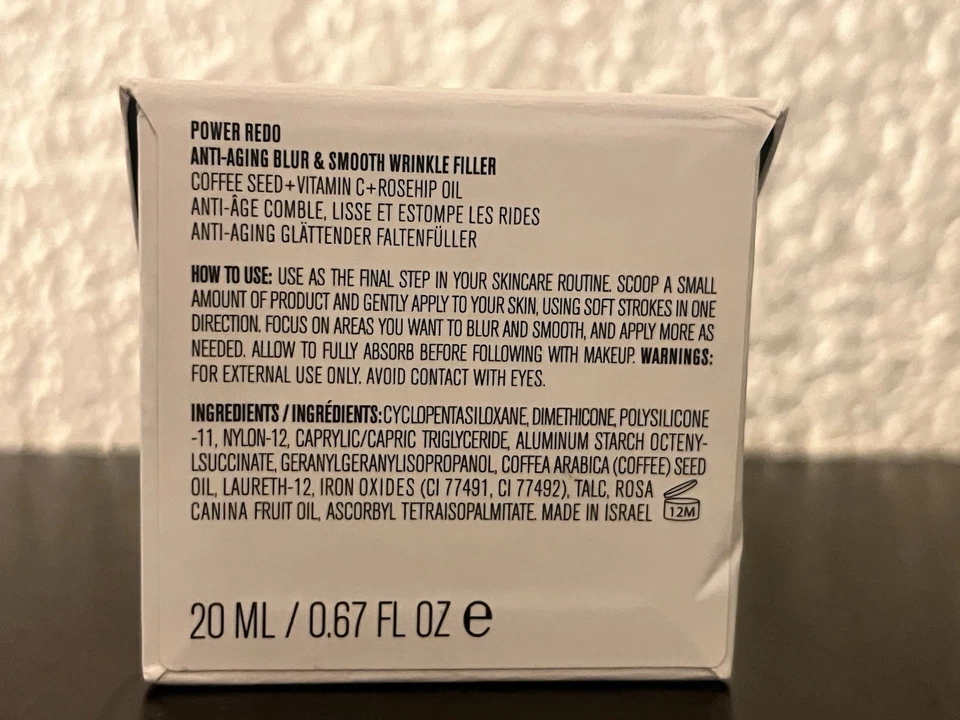 POWER REDO
ANTI-AGING BLUR & SMOOTH WRINKLE FILLER
COFFEE SEED+VITAMIN C+ROSEHIP OIL
ANTI-ÂGE COMBLE, LISSE ET ESTOMPE LES RIDES
ANTI-AGING GLÄTTENDER FALTENFÜLLER
HOW TO USE: USE AS THE FINAL STEP IN YOUR SKINCARE ROUTINE. SCOOP A SMALL
AMOUNT OF PRODUCT AND GENTLY APPLY TO YOUR SKIN, USING SOFT STROKES IN ONE
DIRECTION. FOCUS ON AREAS YOU WANT TO BLUR AND SMOOTH, AND APPLY MORE AS
NEEDED. ALLOW TO FULLY ABSORB BEFORE FOLLOWING WITH MAKEUP. WARNINGS:
FOR EXTERNAL USE ONLY. AVOID CONTACT WITH EYES.
INGREDIENTS / INGRÉDIENTS: CYCLOPENTASILOXANE, DIMETHICONE, POLYSILICONE
-11, NYLON-12, CAPRYLIC/CAPRIC TRIGLYCERIDE, ALUMINUM STARCH OCTENY-
LSUCCINATE, GERANYLGERANYLISOPROPANOL, COFFEA ARABICA (COFFEE) SEED
OIL, LAURETH-12, IRON OXIDES (CI 77491, CI 77492), TALC, ROSA
CANINA FRUIT OIL, ASCORBYL TETRAISOPALMITATE. MADE IN ISRAEL
12M
20 ML / 0.67 FL OZ e